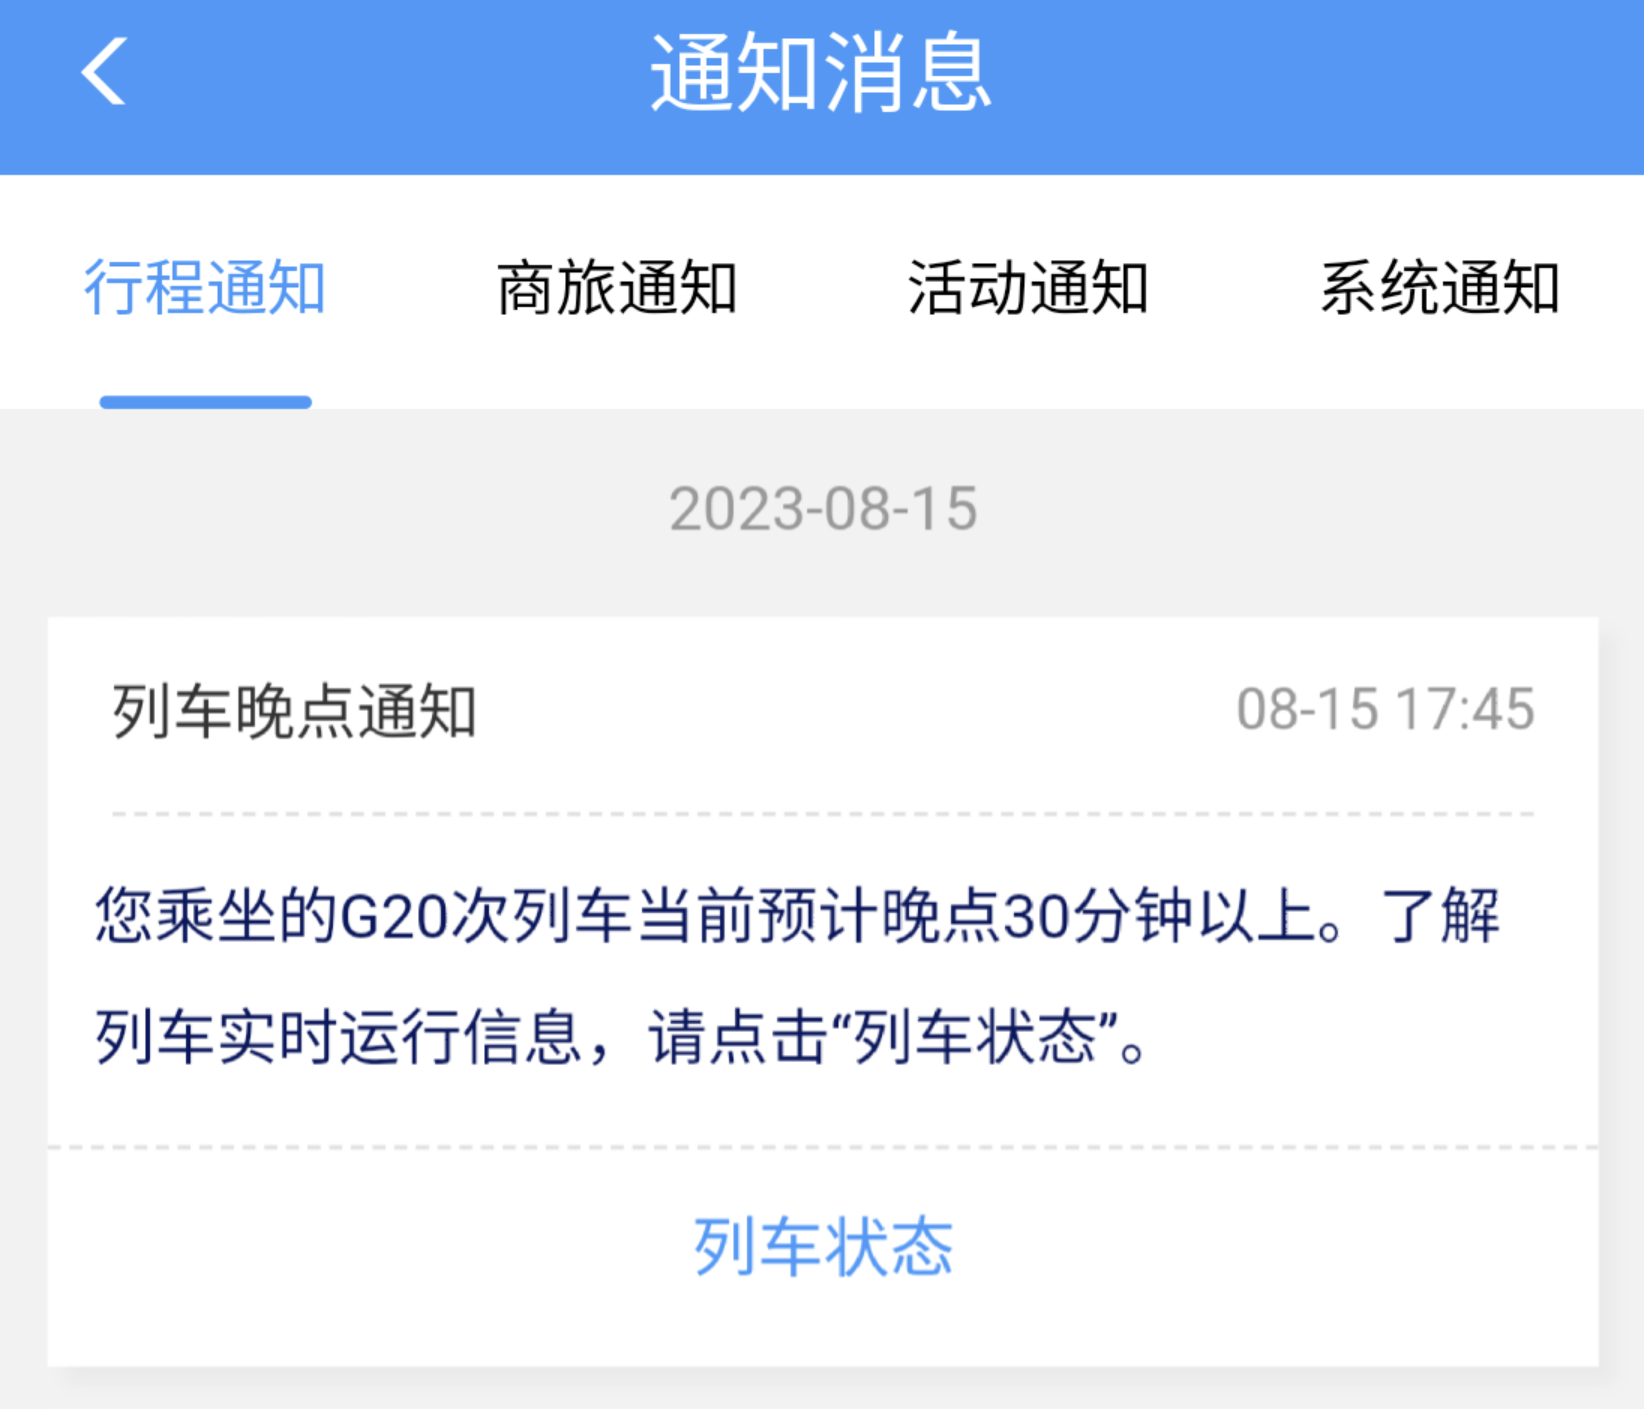 通知消息
行程通知 商旅通知 活动通知 系统通知
2023-08-15
列车晚点通知 08-15 17:45
您乘坐的G20次列车当前预计晚点30分钟以上。了解
列车实时运行信息，请点击“列车状态”。
列车状态